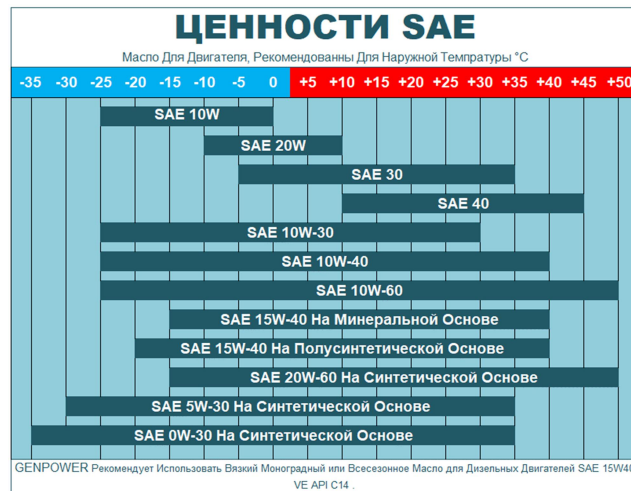 ЦЕННОСТИ SAE
Масло Для Двигателя, Рекомендованны Для Наружной Темпратуры °C
-35 -30 -25 -20 -15 -10 -5 0 +5 +10 +15 +20 +25 +30 +35 +40 +45 +50
SAE 10W
SAE 20W
SAE 30
SAE 40
SAE 10W-30
SAE 10W-40
SAE 10W-60
SAE 15W-40 На Минеральной Основе
SAE 15W-40 На Полусинтетической Основе
SAE 20W-60 На Синтетической Основе
SAE 5W-30 На Синтетической Основе
SAE 0W-30 На Синтетической Основе
GENPOWER Рекомендует Использовать Вязкий Моноградный или Всесезонное Масло для Дизельных Двигателей SAE 15W40
VE API C14 .